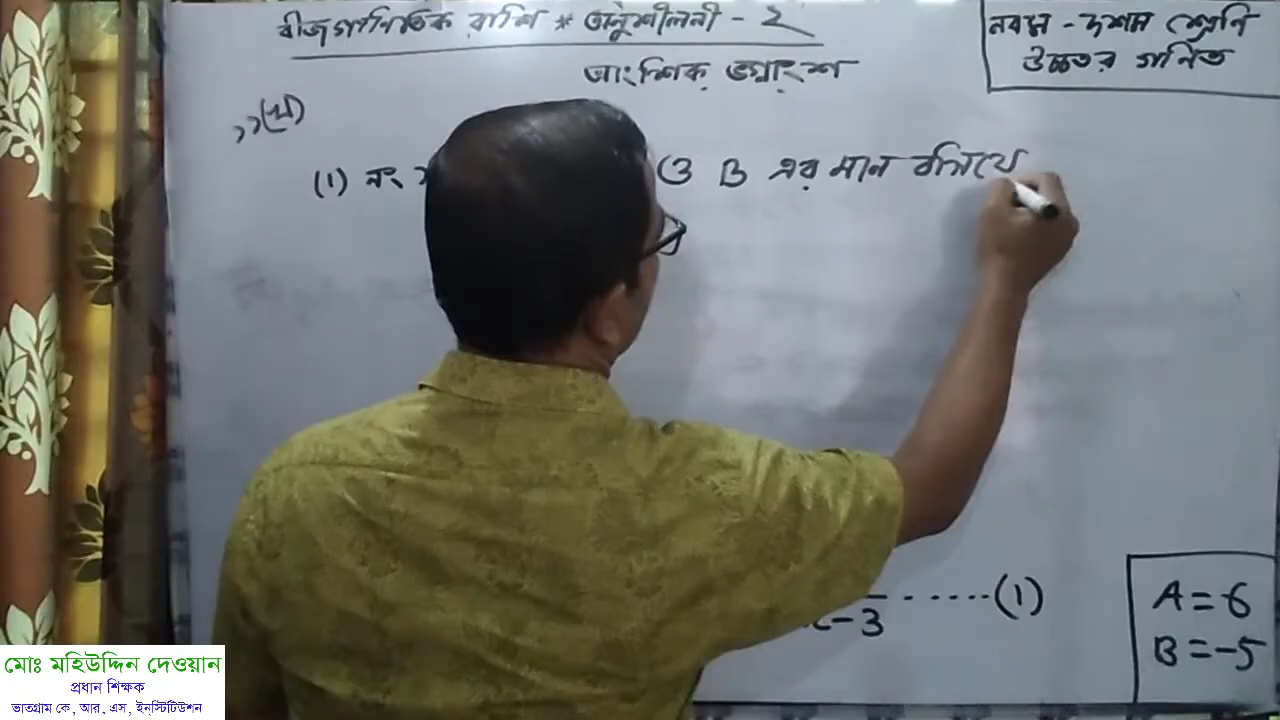 বীজগাণিতিক রাশি * অনুশীলনী - ২
আংশিক ভগ্নাংশ
নবম - দশম শ্রেণি
উচ্চতর গণিত
১১(খ)
(1) নং ও B এর মান বসিয়ে
-3 ......(1)
A = 6
B = -5
মোঃ মহিউদ্দিন দেওয়ান
প্রধান শিক্ষক
ভাতগ্রাম কে, আর, এস, ইনস্টিটিউশন